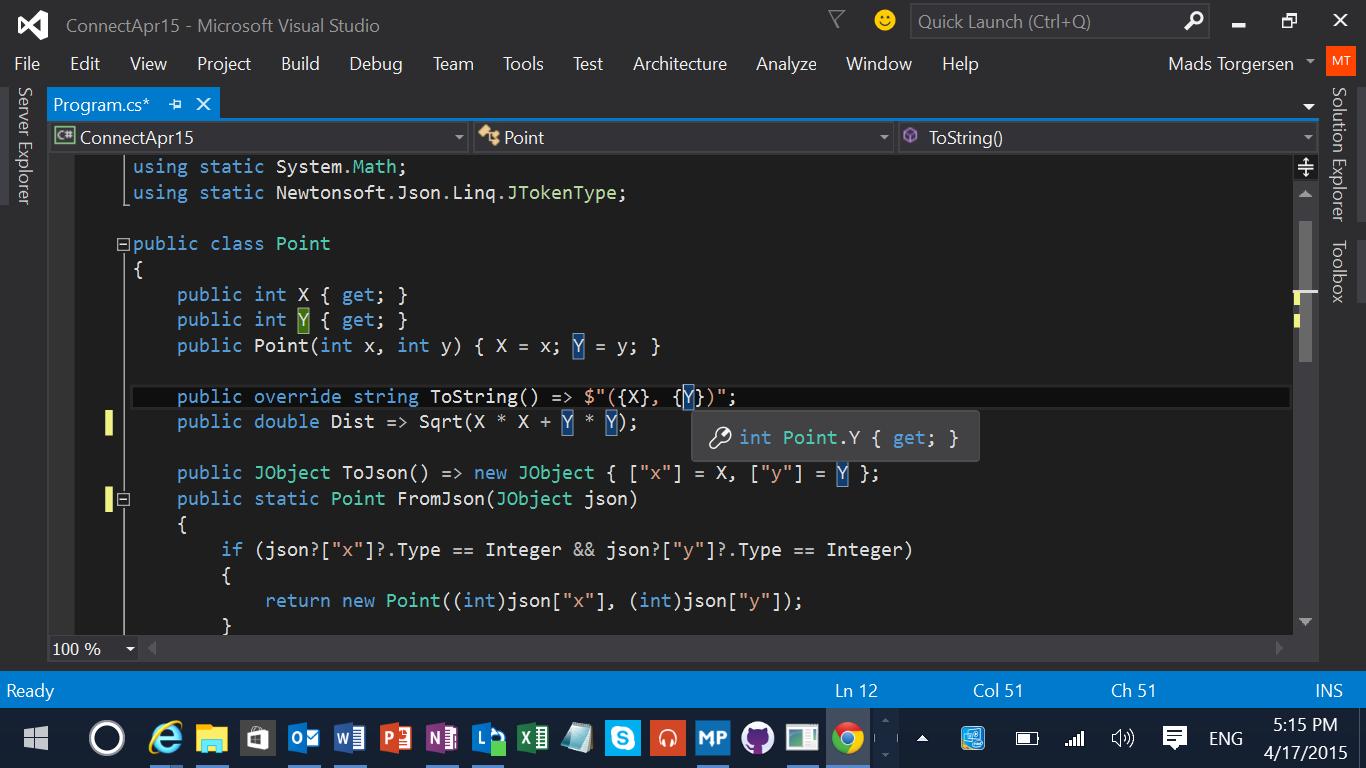 ConnectApr15 - Microsoft Visual Studio
Quick Launch (Ctrl+Q)
File Edit View Project Build Debug Team Tools Test Architecture Analyze Window Help
Mads Torgersen
MT
Server Explorer
Program.cs*
Solution Explorer
Toolbox
C# ConnectApr15
Point
ToString()
using static System.Math;
using static Newtonsoft.Json.Linq.JTokenType;
public class Point
{
public int X { get; }
public int Y { get; }
public Point(int x, int y) { X = x; Y = y; }
public override string ToString() => $"({X}, {Y})";
public double Dist => Sqrt(X * X + Y * Y);
int Point.Y { get; }
public JObject ToJson() => new JObject { ["x"] = X, ["y"] = Y };
public static Point FromJson(JObject json)
{
if (json?["x"]?.Type == Integer && json?["y"]?.Type == Integer)
{
return new Point((int)json["x"], (int)json["y"]);
}
100 %
Ready
Ln 12
Col 51
Ch 51
INS
MP
ENG
5:15 PM
4/17/2015